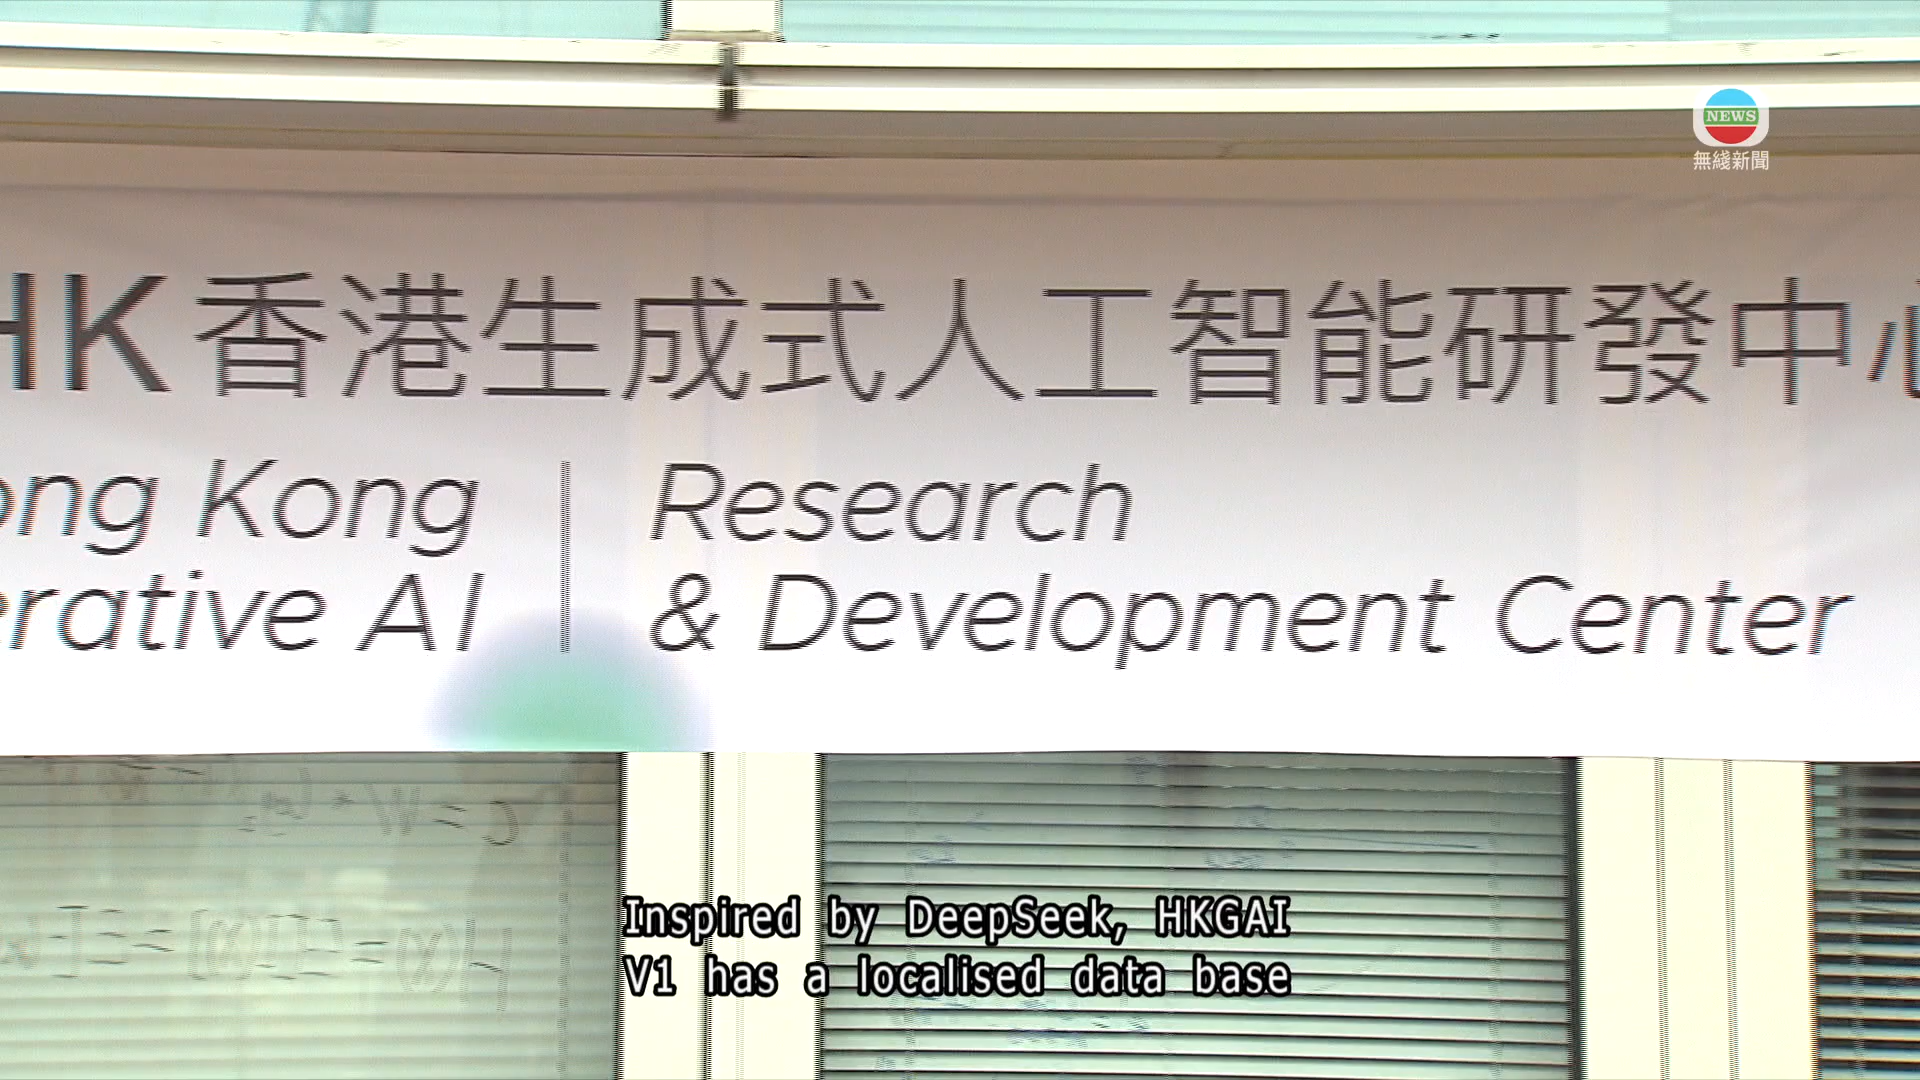 NEWS
無綫新聞
HK 香港生成式人工智能研發中心
ong Kong
erative AI
Research
& Development Center
Inspired by DeepSeek, HKGAI
V1 has a localised data base